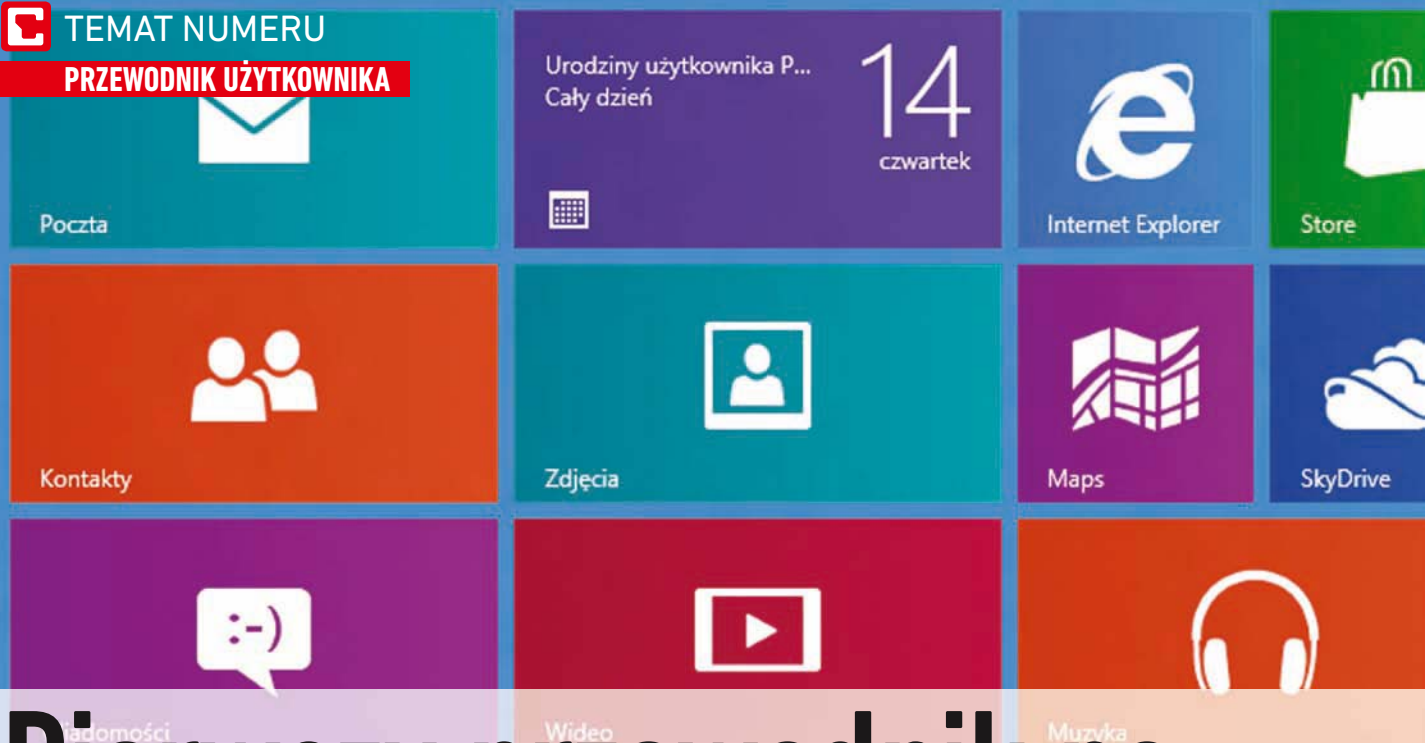 TEMAT NUMERU
PRZEWODNIK UŻYTKOWNIKA
Urodziny użytkownika P...
Cały dzień
14
czwartek
Poczta
Internet Explorer
Store
Kontakty
Zdjęcia
Maps
SkyDrive
:-)
Wideo
Muzyka